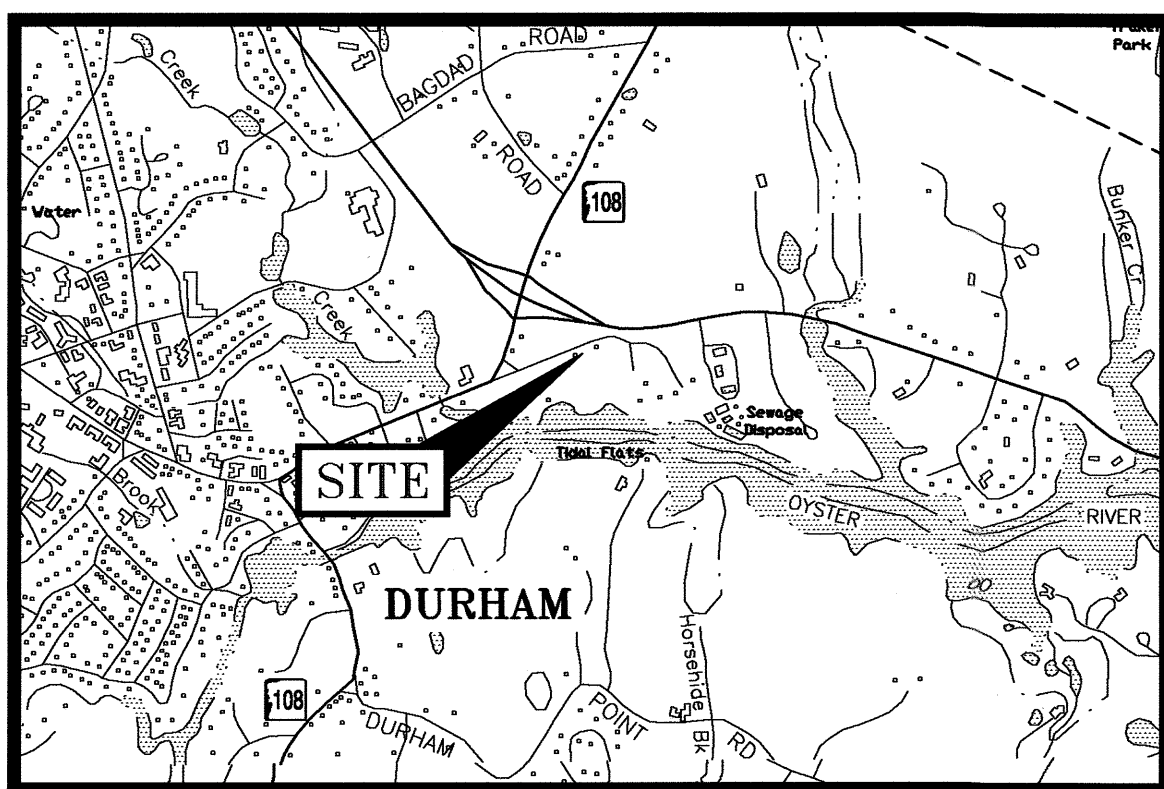 ROAD
Park
Creek
BAGDAD
ROAD
108
Water
Bunker Cr
Creek
Sewage
Disposal
SITE
Tidal Flats
Brook
OYSTER
RIVER
DURHAM
Horsehide Bk
108
DURHAM
POINT
RD